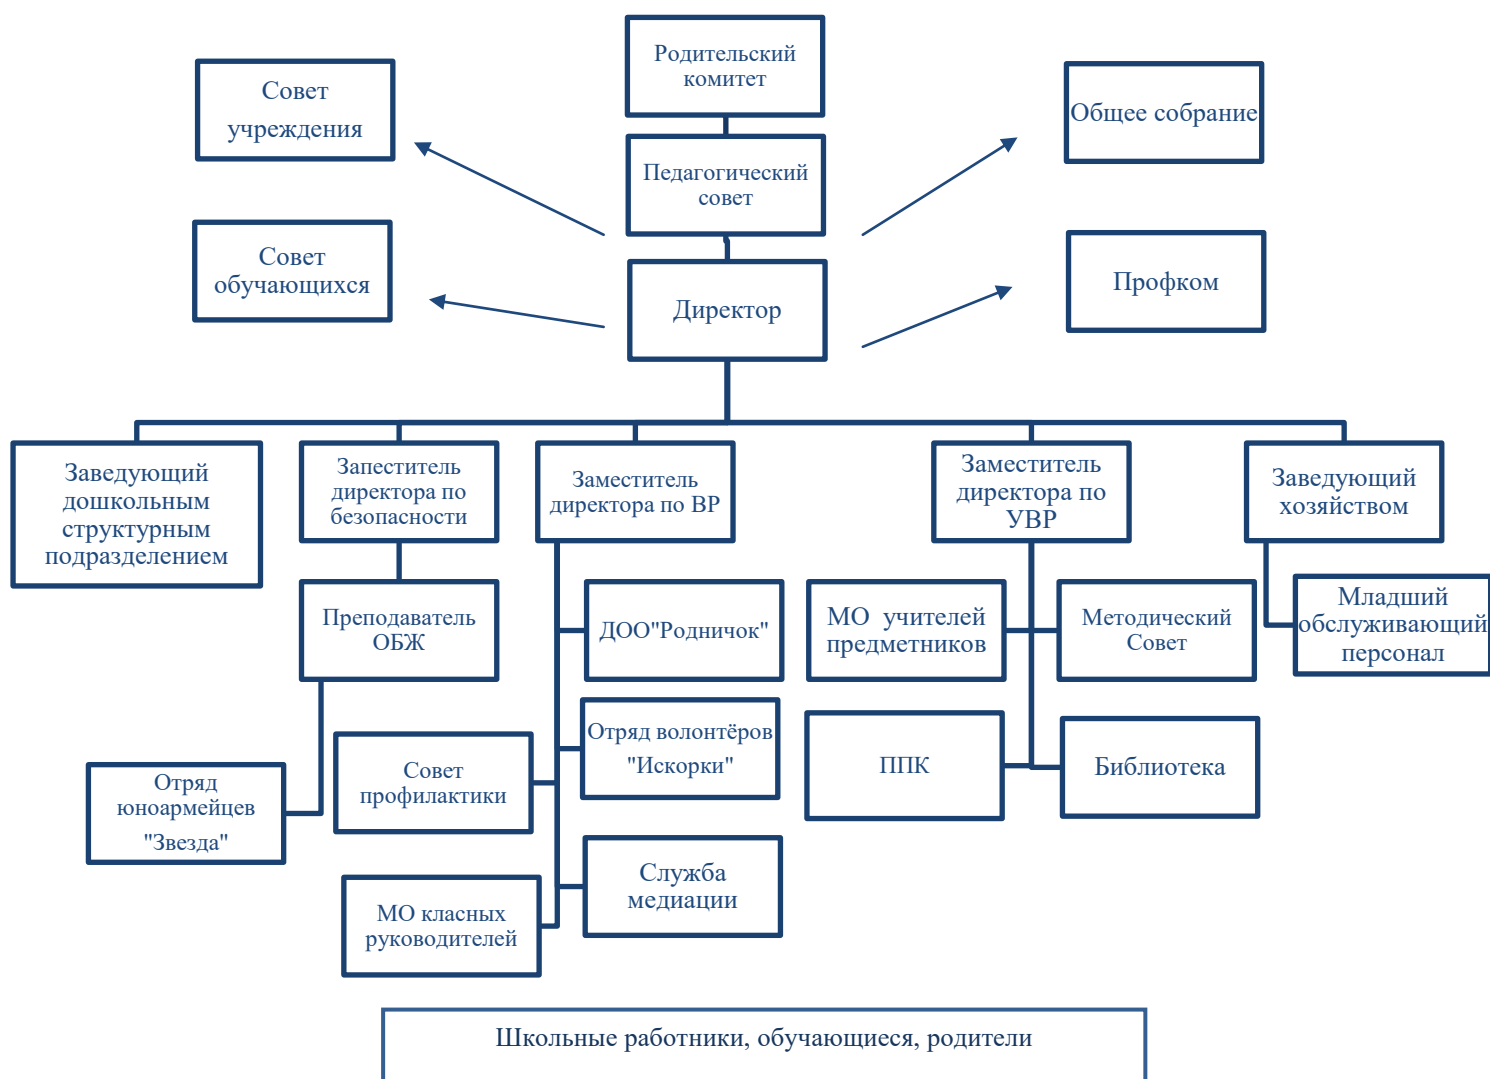 Родительский
комитет
Совет
учреждения
Общее собрание
Педагогический
совет
Совет
обучающихся
Директор
Профком
Заведующий
дошкольным
структурным
подразделением
Запеститель
директора по
безопасности
Заместитель
директора по ВР
Заместитель
директора по
УВР
Заведующий
хозяйством
Преподаватель
ОБЖ
ДОО"Родничок"
МО учителей
предметников
Методический
Совет
Младший
обслуживающий
персонал
Отряд
юноармейцев
"Звезда"
Совет
профилактики
Отряд волонтёров
"Искорки"
ППК
Библиотека
МО класных
руководителей
Служба
медиации
Школьные работники, обучающиеся, родители